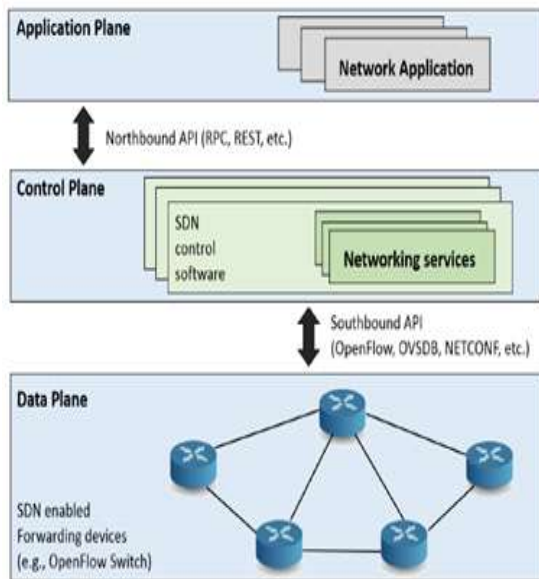 Application Plane
Network Application
Northbound API (RPC, REST, etc.)
Control Plane
SDN
control
software
Networking services
Southbound API
(OpenFlow, OVSDB, NETCONF, etc.)
Data Plane
SDN enabled
Forwarding devices
(e.g., OpenFlow Switch)